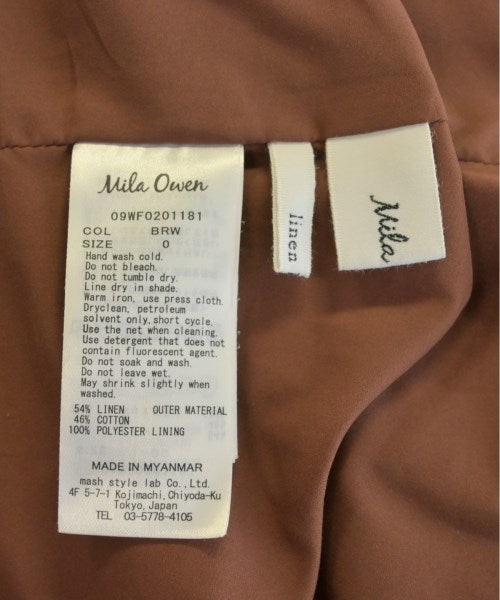 Mila Owen
09WF0201181
COL BRW
SIZE 0
Hand wash cold.
Do not bleach.
Do not tumble dry.
Line dry in shade.
Warm iron, use press cloth.
Dryclean, petroleum
solvent only, short cycle.
Use the net when cleaning.
Use detergent that does not
contain fluorescent agent.
Do not soak and wash.
Do not leave wet.
May shrink slightly when
washed.
54% LINEN OUTER MATERIAL
46% COTTON
100% POLYESTER LINING
MADE IN MYANMAR
mash style lab Co., Ltd.
4F 5-7-1 Kojimachi, Chiyoda-Ku
Tokyo, Japan
TEL 03-5778-4105
linen
Mila